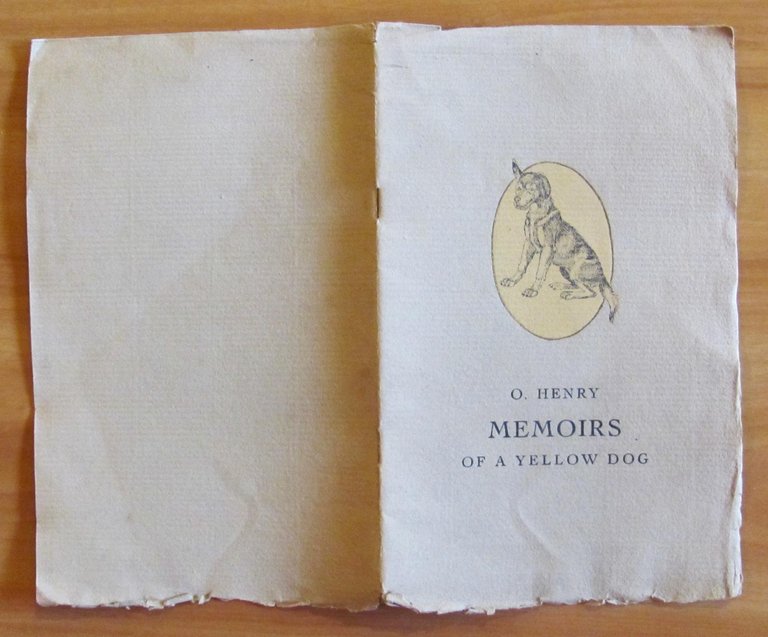 O. HENRY
MEMOIRS
OF A YELLOW DOG